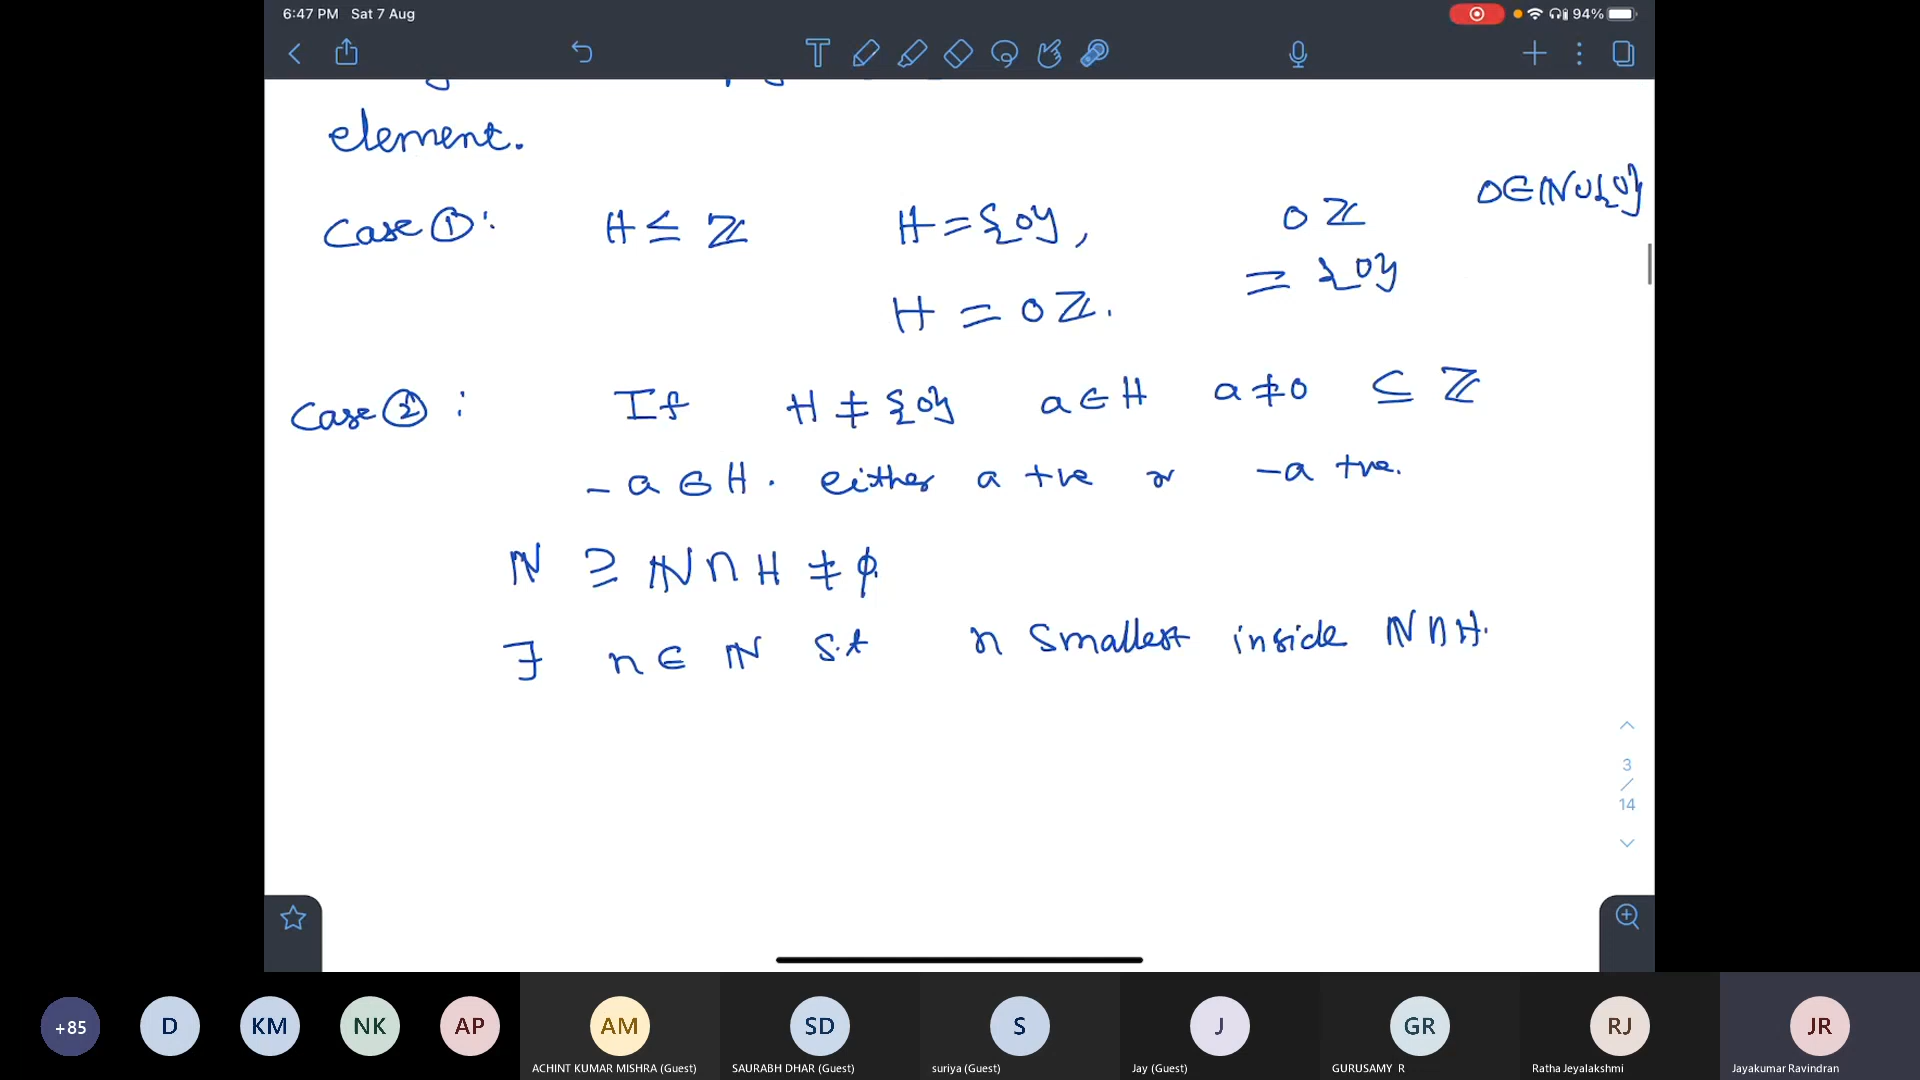 6:47 PM Sat 7 Aug
94%
element.
Case ①: H ≤ ℤ H = {0}, 0ℤ 0∈ℕ∪{0}
= {0}
H = 0ℤ.
Case ②: If H ≠ {0} a∈H a≠0 ⊆ ℤ
-a∈H. either a +ve or -a +ve.
ℕ ⊇ ℕ∩H ≠ ϕ.
∃ n∈ℕ s.t n smallest inside ℕ∩H.
3
/
14
+85 D KM NK AP AM SD S J GR RJ JR
ACHINT KUMAR MISHRA (Guest) SAURABH DHAR (Guest) suriya (Guest) Jay (Guest) GURUSAMY R Ratha Jeyalakshmi Jayakumar Ravindran